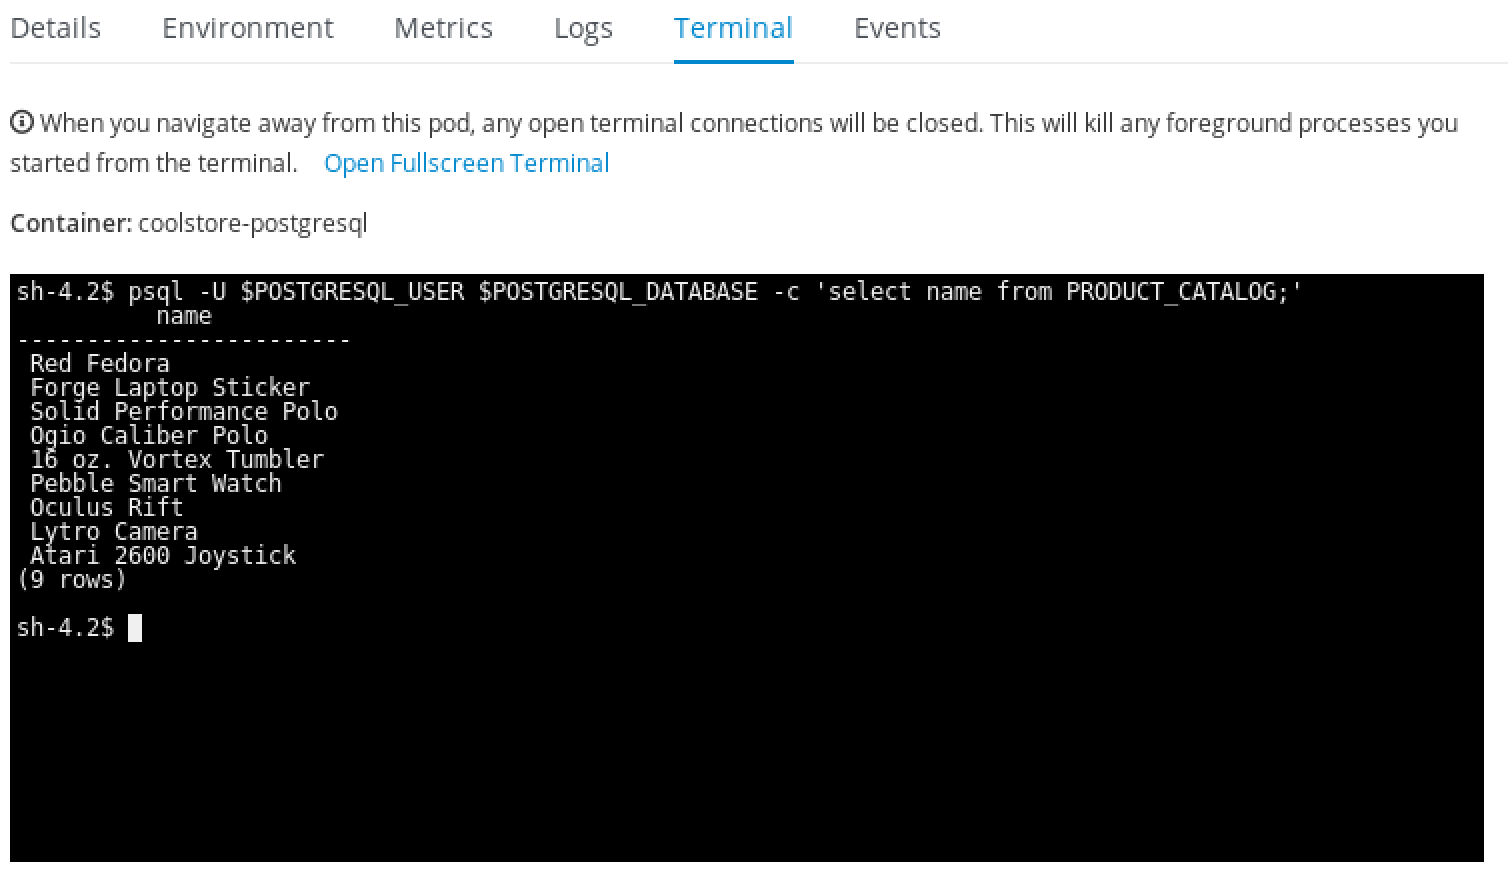 Details Environment Metrics Logs Terminal Events
When you navigate away from this pod, any open terminal connections will be closed. This will kill any foreground processes you
started from the terminal. Open Fullscreen Terminal
Container: coolstore-postgresql
sh-4.2$ psql -U $POSTGRESQL_USER $POSTGRESQL_DATABASE -c 'select name from PRODUCT_CATALOG;'
name
------------------------
Red Fedora
Forge Laptop Sticker
Solid Performance Polo
Ogio Caliber Polo
16 oz. Vortex Tumbler
Pebble Smart Watch
Oculus Rift
Lytro Camera
Atari 2600 Joystick
(9 rows)
sh-4.2$